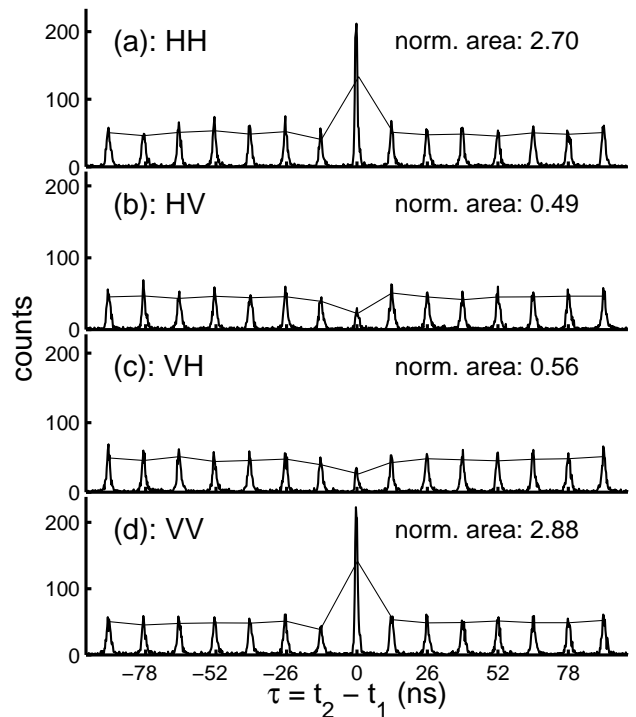 200
(a): HH
norm. area: 2.70
100
0
200
(b): HV
norm. area: 0.49
100
0
counts
200
(c): VH
norm. area: 0.56
100
0
200
(d): VV
norm. area: 2.88
100
0
−78 −52 −26 0 26 52 78
τ = t2 − t1 (ns)